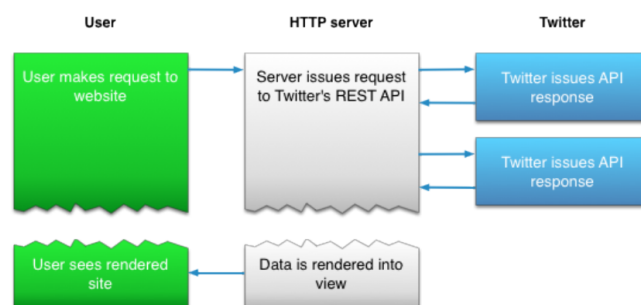 User
HTTP server
Twitter
User makes request to
website
Server issues request
to Twitter's REST API
Twitter issues API
response
Twitter issues API
response
User sees rendered
site
Data is rendered into
view